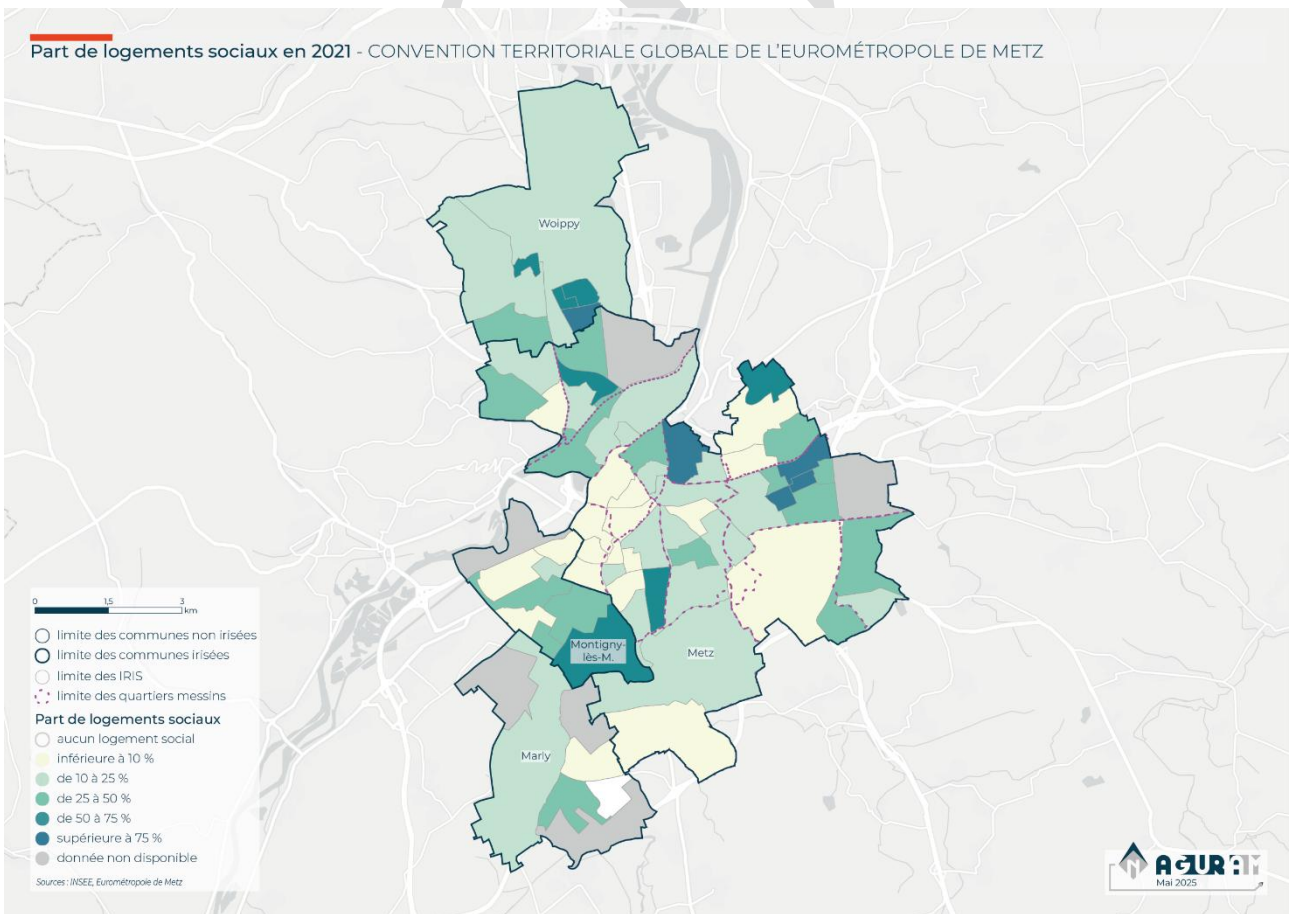 Part de logements sociaux en 2021 - CONVENTION TERRITORIALE GLOBALE DE L'EUROMÉTROPOLE DE METZ
Woippy
Montigny-
lès-M.
Metz
Marly
0 1,5 3
km
limite des communes non irisées
limite des communes irisées
limite des IRIS
limite des quartiers messins
Part de logements sociaux
aucun logement social
inférieure à 10 %
de 10 à 25 %
de 25 à 50 %
de 50 à 75 %
supérieure à 75 %
donnée non disponible
Sources : INSEE, Eurométropole de Metz
N AGURAM
Mai 2025